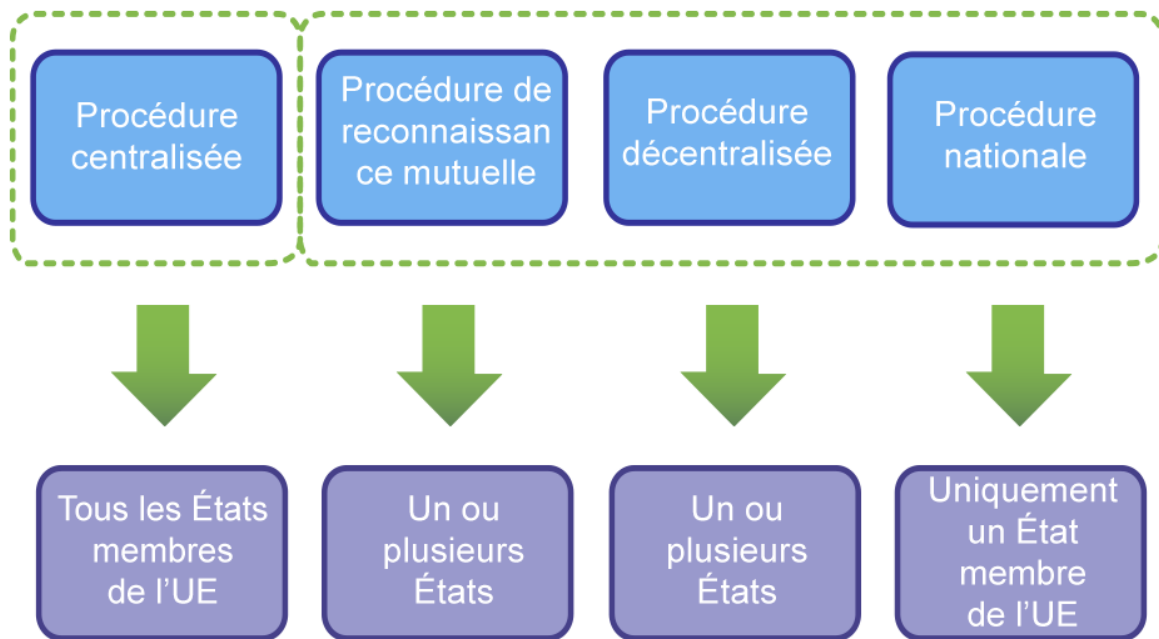 Procédure
centralisée
Procédure de
reconnaissan
ce mutuelle
Procédure
décentralisée
Procédure
nationale
Tous les États
membres
de l’UE
Un ou
plusieurs
États
Un ou
plusieurs
États
Uniquement
un État
membre
de l’UE